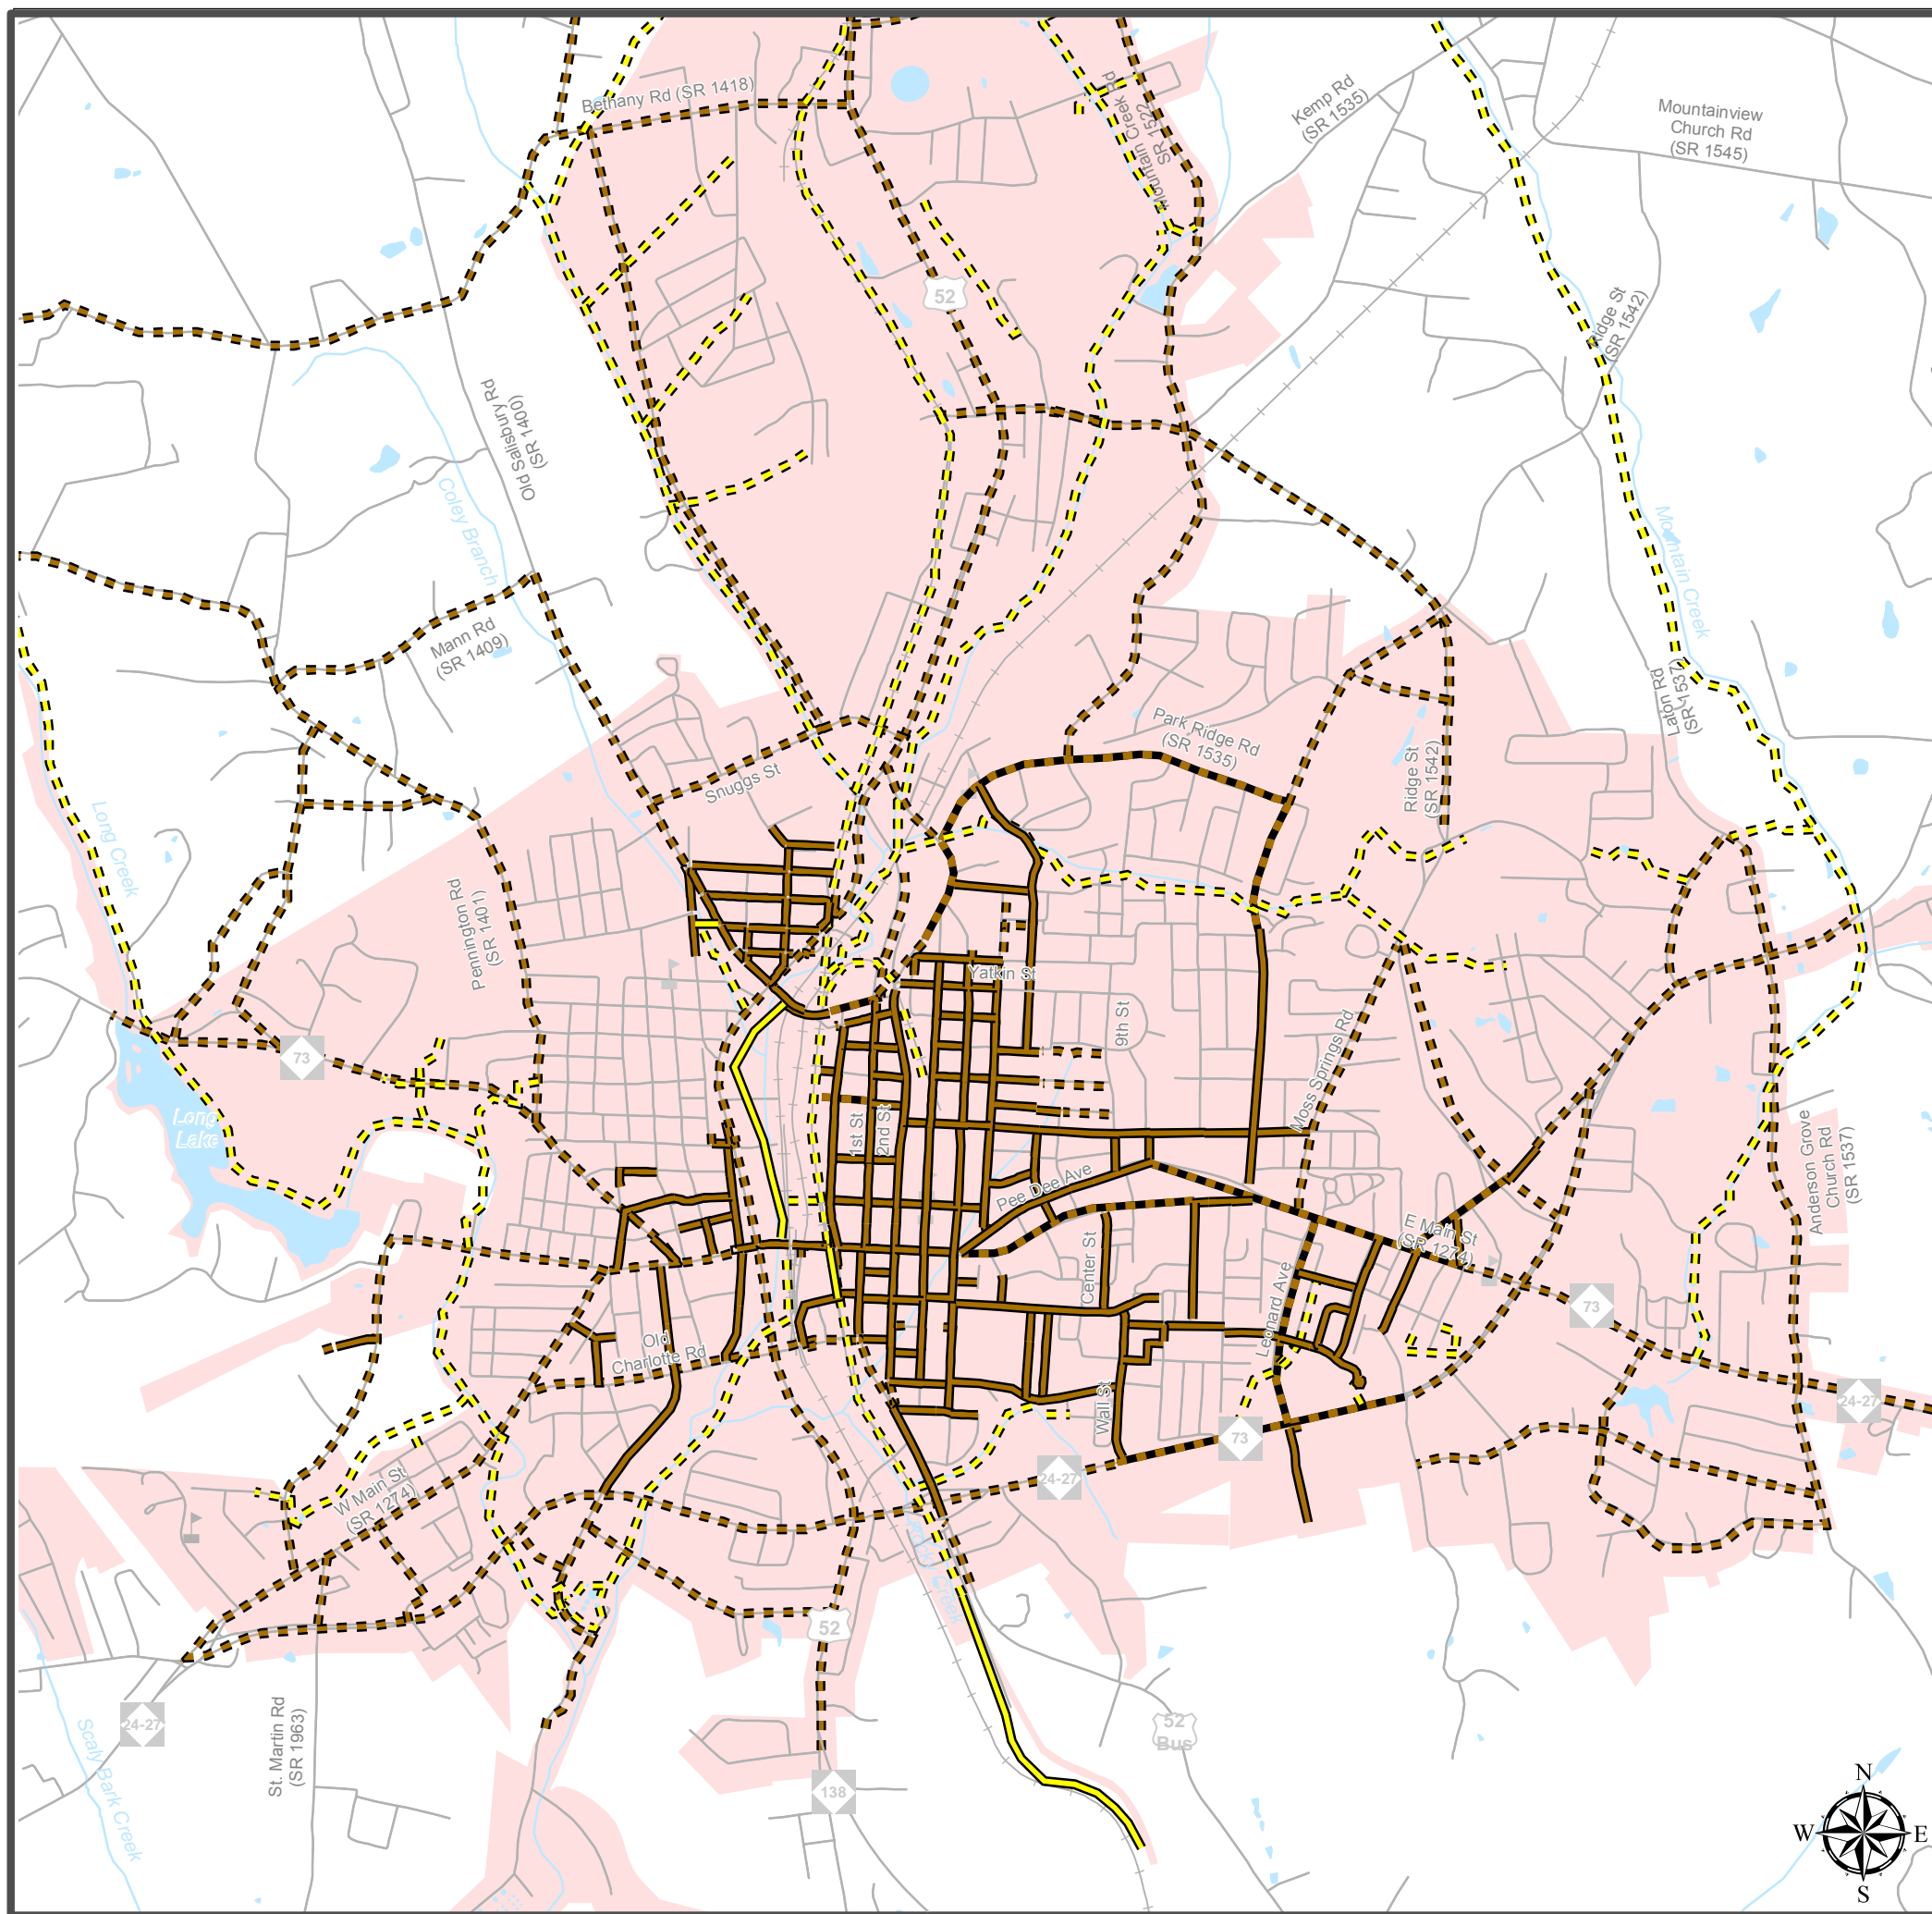 Bethany Rd (SR 1418)
Mountain Creek Rd
SR 1522
Kemp Rd
(SR 1535)
Mountainview
Church Rd
(SR 1545)
52
Ridge St
(SR 1542)
Old Salisbury Rd
(SR 1400)
Coley Branch
Mountain Creek
Mann Rd
(SR 1409)
Laton Rd
(SR 1537)
Park Ridge Rd
(SR 1535)
Ridge St
(SR 1542)
Snuggs St
Long Creek
Pennington Rd
(SR 1401)
Yatkin St
9th St
73
Moss Springs Rd
Long
Lake
1st St
2nd St
Anderson Grove
Church Rd
(SR 1537)
Pee Dee Ave
E Main St
(SR 1274)
Center St
Leonard Ave
73
Old
Charlotte Rd
Wall St
24-27
73
24-27
W Main St
(SR 1274)
52
St. Martin Rd
(SR 1963)
24-27
Scaly Bark Creek
52
Bus
138
N
W
E
S